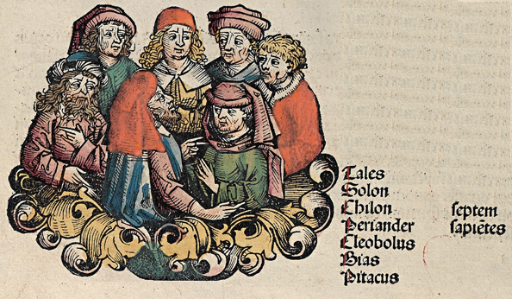 Tales
Solon
Chilon
Periander septem
Cleobolus sapiētes
Bias
Pitacus